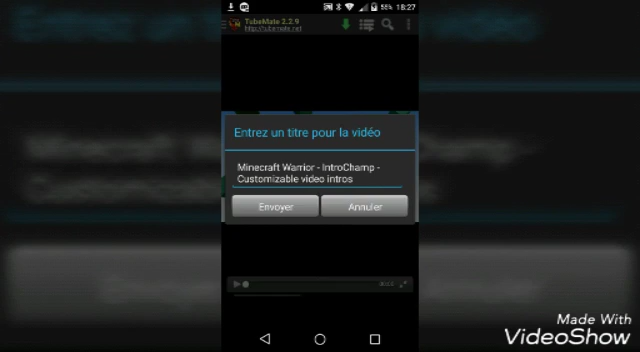 55% 18:27
TubeMate 2.2.9
http://tubemate.net
Entrez un titre pour la vidéo
Minecraft Warrior - IntroChamp -
Customizable video intros
Envoyer Annuler
Made With
VideoShow